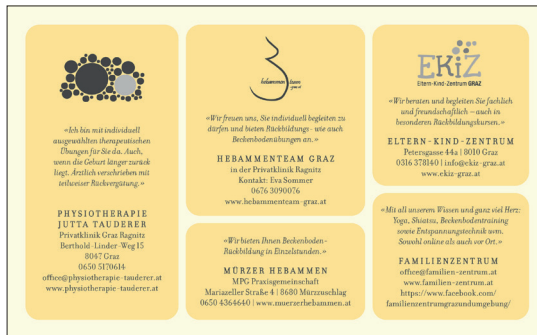 «Ich bin mit individuell
ausgewählten therapeutischen
Übungen für Sie da. Auch,
wenn die Geburt länger zurück
liegt. Ärztlich verschrieben mit
teilweiser Rückvergütung.»
PHYSIOTHERAPIE
JUTTA TAUDERER
Privatklinik Graz Ragnitz
Berthold-Linder-Weg 15
8047 Graz
0650 5170614
office@physiotherapie-tauderer.at
www.physiotherapie-tauderer.at
hebammenteam
-graz.at
«Wir freuen uns, Sie individuell begleiten zu
dürfen und bieten Rückbildungs- wie auch
Beckenbodenübungen an.»
HEBAMMENTEAM GRAZ
in der Privatklinik Ragnitz
Kontakt: Eva Sommer
0676 3090076
www.hebammenteam-graz.at
«Wir bieten Ihnen Beckenboden-
Rückbildung in Einzelstunden.»
MÜRZER HEBAMMEN
MPG Praxisgemeinschaft
Mariazeller Straße 4 | 8680 Mürzzuschlag
0650 4364640 | www.muerzerhebammen.at
EKiZ
Eltern-Kind-Zentrum GRAZ
«Wir beraten und begleiten Sie fachlich
und freundschaftlich – auch in
besonderen Rückbildungskursen.»
ELTERN-KIND-ZENTRUM
Petersgasse 44a | 8010 Graz
0316 378140 | info@ekiz-graz.at
www.ekiz-graz.at
«Mit all unserem Wissen und ganz viel Herz:
Yoga, Shiatsu, Beckenbodentraining
sowie Entspannungstechnik uvm.
Sowohl online als auch vor Ort.»
FAMILIENZENTRUM
office@familien-zentrum.at
www.familien-zentrum.at
https://www.facebook.com/
familienzentrumgrazundumgebung/